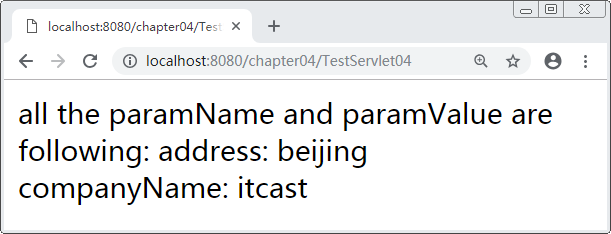 localhost:8080/chapter04/Test
localhost:8080/chapter04/TestServlet04
all the paramName and paramValue are
following: address: beijing
companyName: itcast